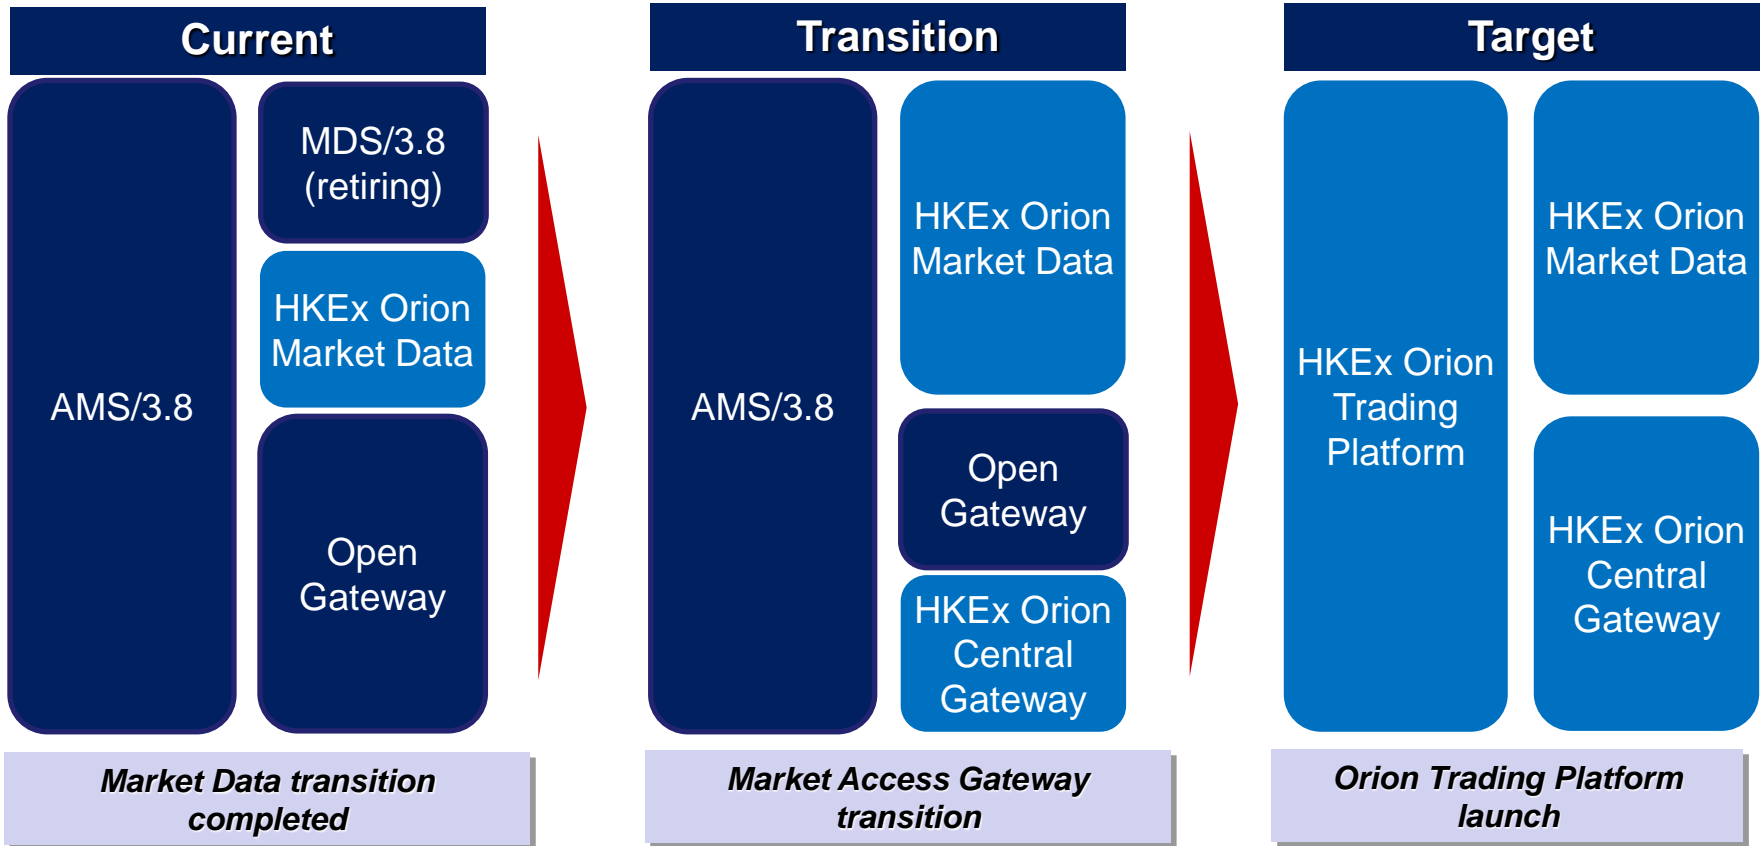 Current
AMS/3.8
MDS/3.8
(retiring)
HKEx Orion
Market Data
Open
Gateway
Market Data transition
completed
Transition
AMS/3.8
HKEx Orion
Market Data
Open
Gateway
HKEx Orion
Central
Gateway
Market Access Gateway
transition
Target
HKEx Orion
Trading
Platform
HKEx Orion
Market Data
HKEx Orion
Central
Gateway
Orion Trading Platform
launch